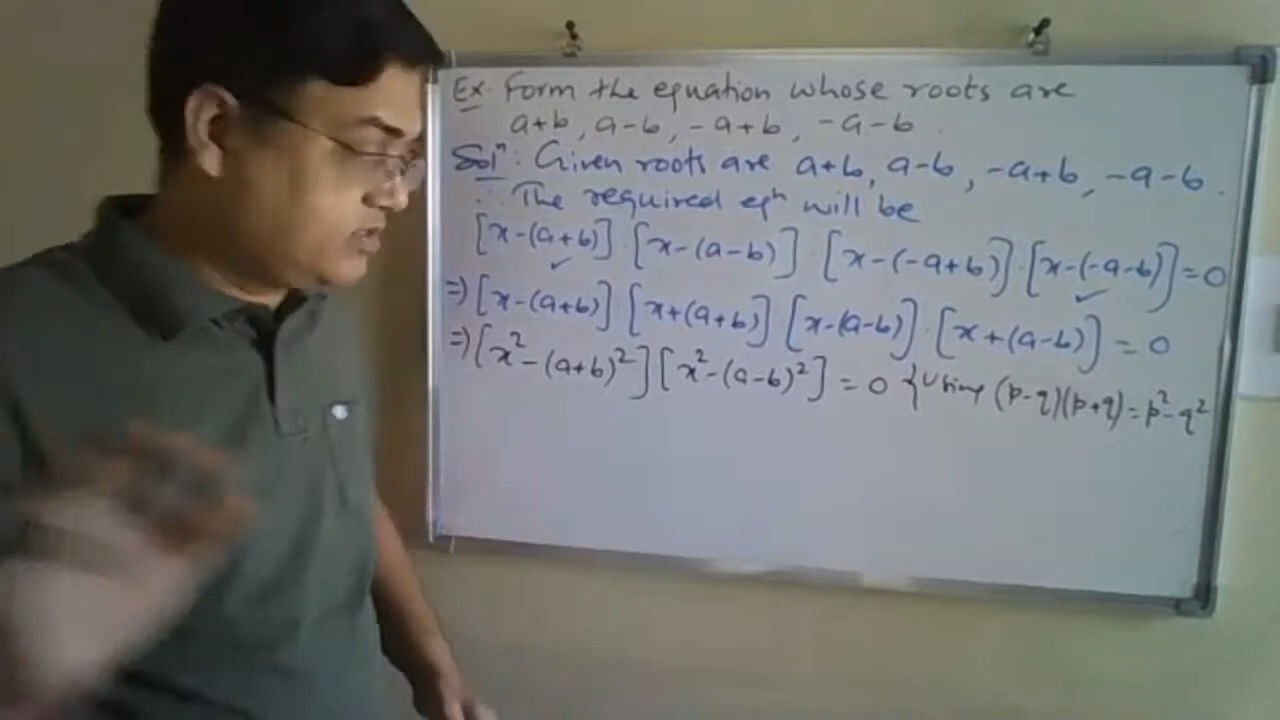 Ex. Form the equation whose roots are
a+b, a-b, -a+b, -a-b.
Solⁿ: Given roots are a+b, a-b, -a+b, -a-b.
∴ The required eqⁿ will be
[x-(a+b)]·[x-(a-b)]·[x-(-a+b)]·[x-(-a-b)]=0
⇒[x-(a+b)]·[x+(a+b)][x-(a-b)]·[x+(a-b)]=0
⇒[x²-(a+b)²][x²-(a-b)²]=0 {Using (p-q)(p+q)=p²-q²